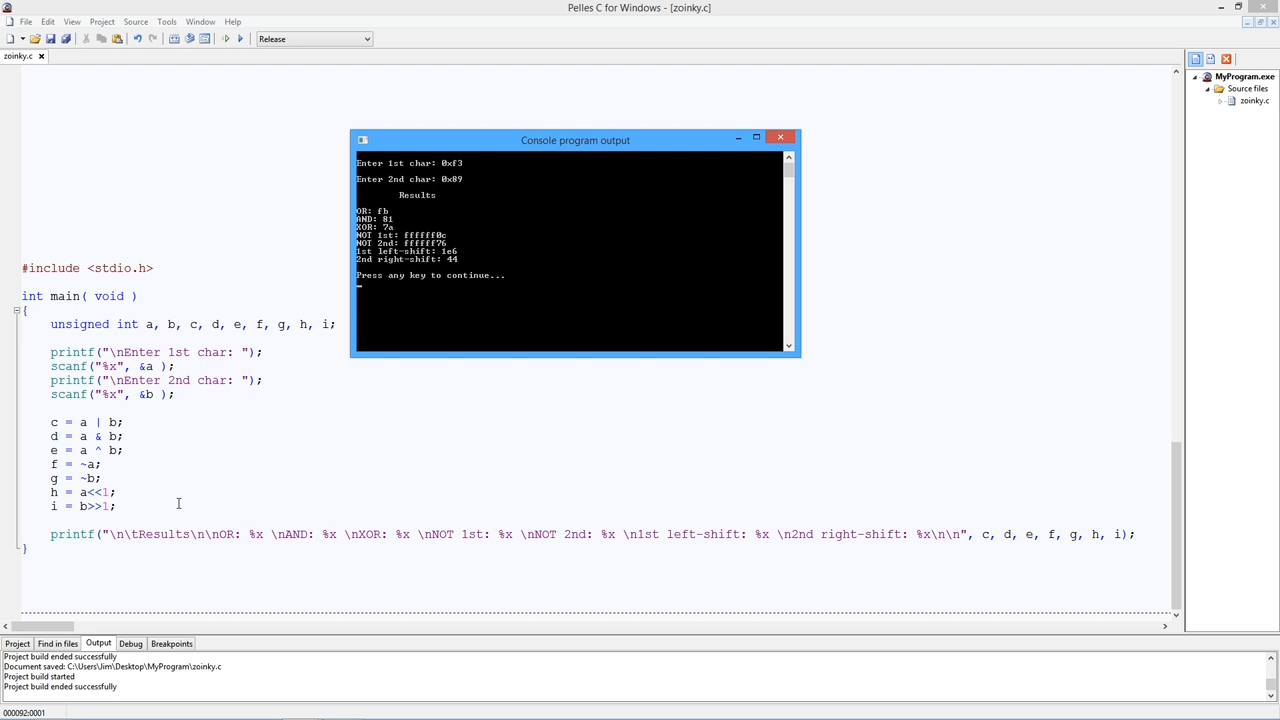 Pelles C for Windows - [zoinky.c]
File Edit View Project Source Tools Window Help
Release
zoinky.c
MyProgram.exe
Source files
zoinky.c
Console program output
Enter 1st char: 0xf3
Enter 2nd char: 0x89
Results
OR: fb
AND: 81
XOR: 7a
NOT 1st: ffffff0c
NOT 2nd: ffffff76
1st left-shift: 1e6
2nd right-shift: 44
Press any key to continue...
#include <stdio.h>
int main( void )
{
unsigned int a, b, c, d, e, f, g, h, i;
printf("\nEnter 1st char: ");
scanf("%x", &a );
printf("\nEnter 2nd char: ");
scanf("%x", &b );
c = a | b;
d = a & b;
e = a ^ b;
f = ~a;
g = ~b;
h = a<<1;
i = b>>1;
printf("\n\tResults\n\nOR: %x \nAND: %x \nXOR: %x \nNOT 1st: %x \nNOT 2nd: %x \n1st left-shift: %x \n2nd right-shift: %x\n\n", c, d, e, f, g, h, i);
}
Project Find in files Output Debug Breakpoints
Project build ended successfully
Document saved: C:\Users\Jim\Desktop\MyProgram\zoinky.c
Project build started
Project build ended successfully
000092:0001